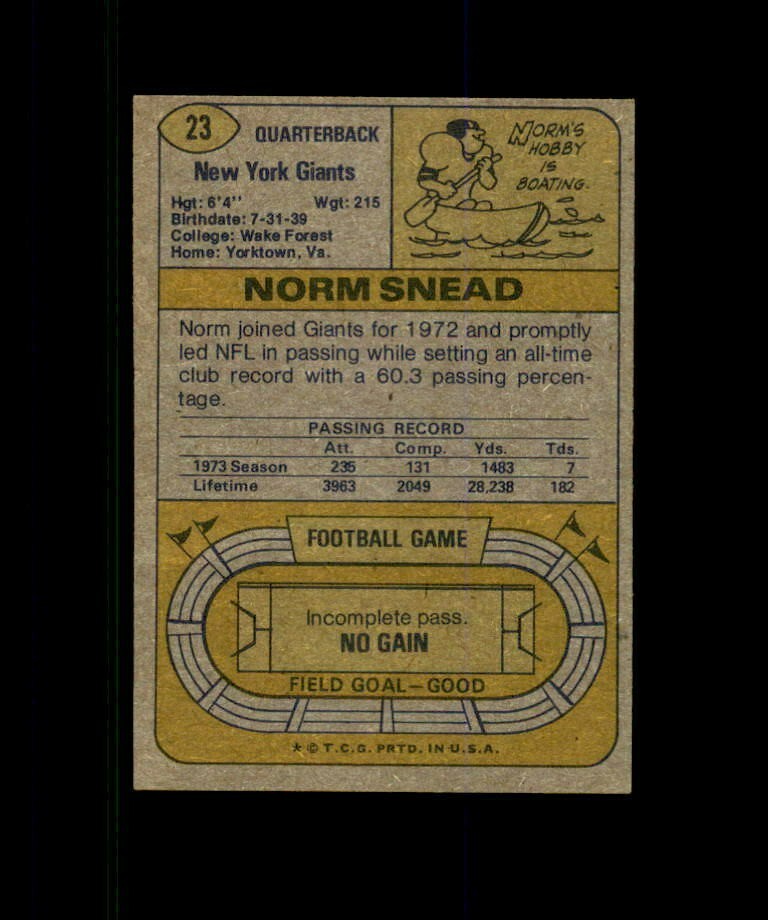 23
QUARTERBACK
New York Giants
Hgt: 6'4'' Wgt: 215
Birthdate: 7-31-39
College: Wake Forest
Home: Yorktown, Va.
NORM'S
HOBBY
IS
BOATING.
NORM SNEAD
Norm joined Giants for 1972 and promptly
led NFL in passing while setting an all-time
club record with a 60.3 passing percen-
tage.
PASSING RECORD
Att. Comp. Yds. Tds.
1973 Season 235 131 1483 7
Lifetime 3963 2049 28,238 182
FOOTBALL GAME
Incomplete pass.
NO GAIN
FIELD GOAL—GOOD
* © T.C.G. PRTD. IN U.S.A.